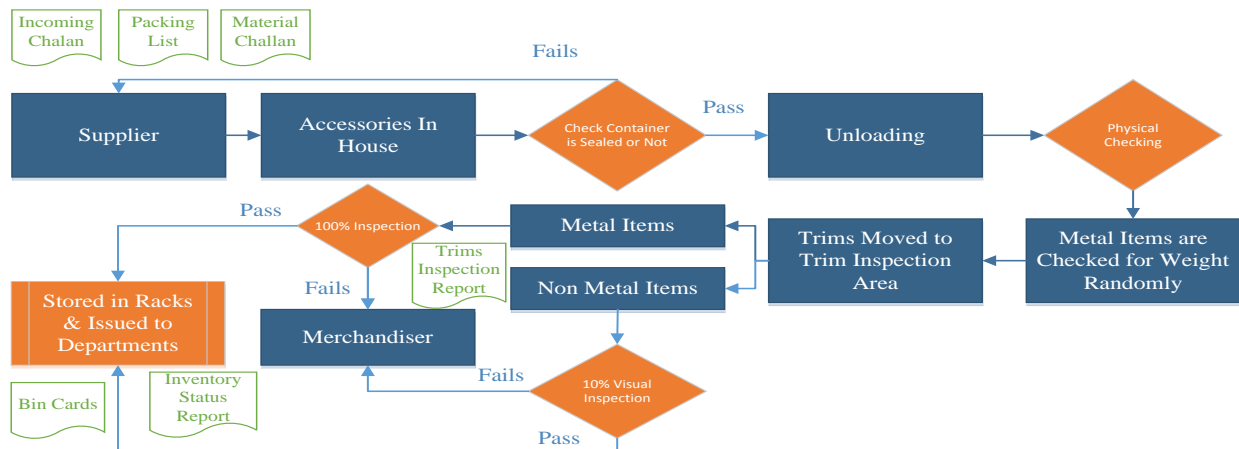 Incoming
Chalan
Packing
List
Material
Challan
Fails
Supplier
Accessories In
House
Check Container
is Sealed or Not
Pass
Unloading
Physical
Checking
Pass
100% Inspection
Metal Items
Trims Moved to
Trim Inspection
Area
Metal Items are
Checked for Weight
Randomly
Trims
Inspection
Report
Non Metal Items
Fails
Stored in Racks
& Issued to
Departments
Merchandiser
Fails
10% Visual
Inspection
Bin Cards
Inventory
Status
Report
Pass